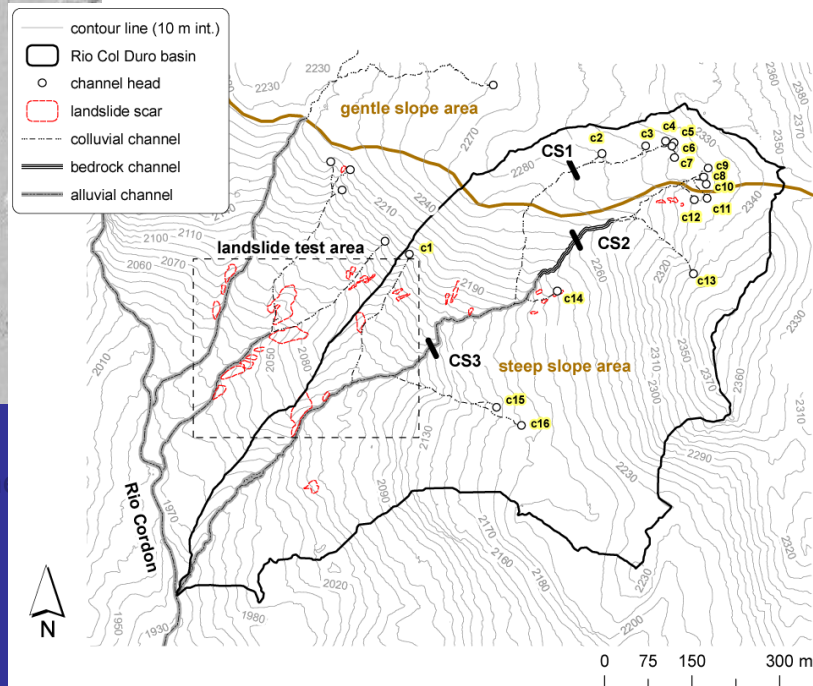 contour line (10 m int.)
Rio Col Duro basin
channel head
landslide scar
colluvial channel
bedrock channel
alluvial channel
2230
2230
2230
2270
gentle slope area
2360
2370
2380
2330
c4
c5
c3
c6
c2
c7
CS1
2280
c9
c8
c10
c11
c12
2340
2210
2240
2100
2110
2060
2070
landslide test area
c1
CS2
2260
2320
c13
2190
c14
2330
2010
2050
2080
CS3
steep slope area
2310
2350
2300
2370
2360
c15
c16
2310
2130
2290
2230
Rio Cordon
1970
2090
2170
2160
2180
2320
2020
2230
2200
1950
1930
1980
N
0 75 150 300 m